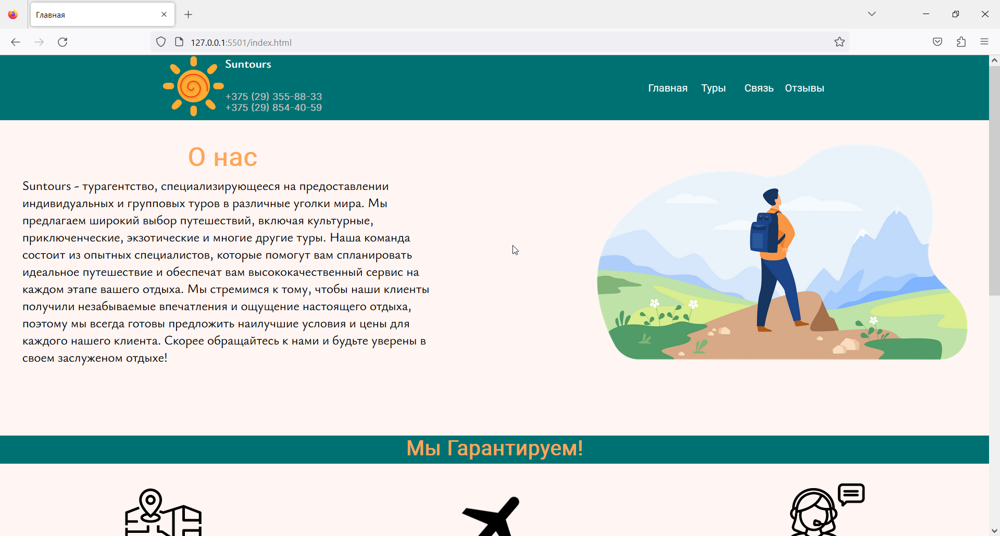 Главная
127.0.0.1:5501/index.html
Suntours
+375 (29) 355-88-33
+375 (29) 854-40-59
Главная Туры Связь Отзывы
О нас
Suntours - турагентство, специализирующееся на предоставлении
индивидуальных и групповых туров в различные уголки мира. Мы
предлагаем широкий выбор путешествий, включая культурные,
приключенческие, экзотические и многие другие туры. Наша команда
состоит из опытных специалистов, которые помогут вам спланировать
идеальное путешествие и обеспечат вам высококачественный сервис на
каждом этапе вашего отдыха. Мы стремимся к тому, чтобы наши клиенты
получили незабываемые впечатления и ощущение настоящего отдыха,
поэтому мы всегда готовы предложить наилучшие условия и цены для
каждого нашего клиента. Скорее обращайтесь к нами и будьте уверены в
своем заслуженом отдыхе!
Мы Гарантируем!